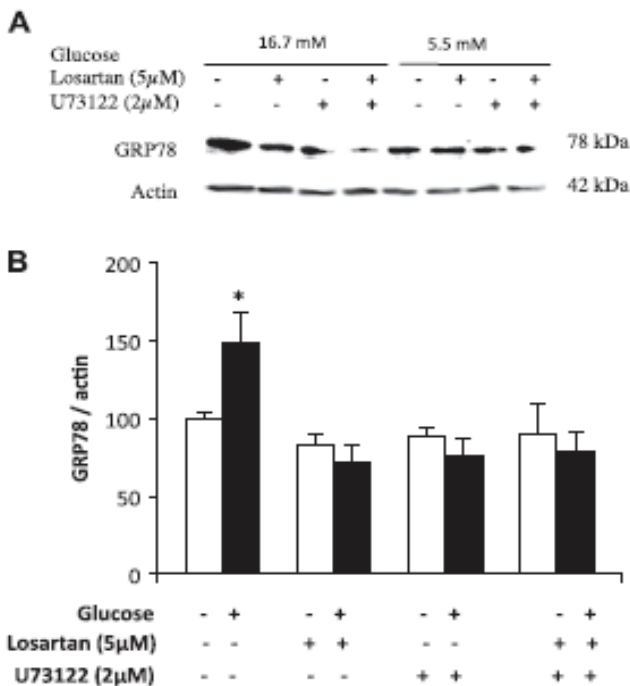 A
16.7 mM 5.5 mM
Glucose
Losartan (5µM) - + - + - + - +
U73122 (2µM) - - + + - - + +
GRP78 78 kDa
Actin 42 kDa
B
200
*
150
GRP78 / actin
100
50
0
Glucose - + - + - + - +
Losartan (5µM) - - + + - - + +
U73122 (2µM) - - - - + + + +